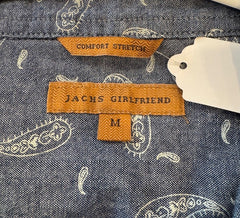 COMFORT STRETCH
JACHS GIRLFRIEND
M